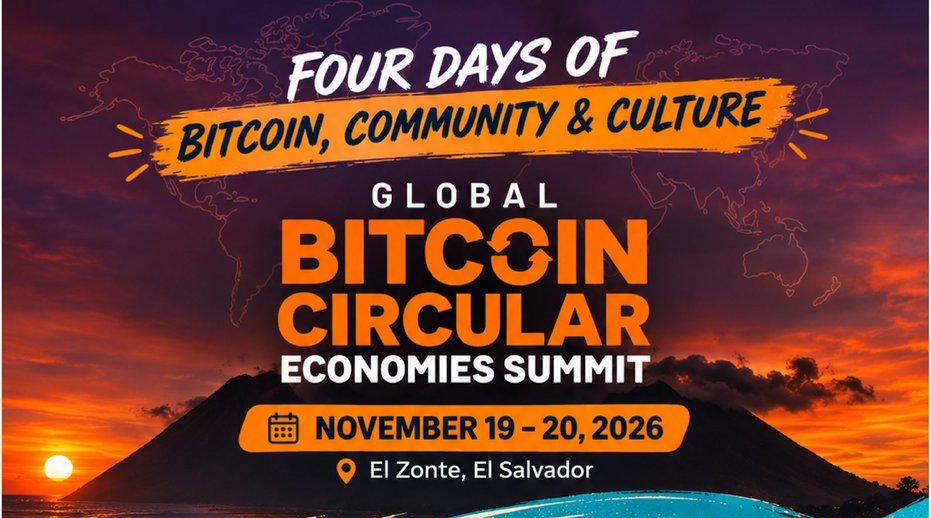 FOUR DAYS OF
BITCOIN, COMMUNITY & CULTURE
GLOBAL
BITCOIN
CIRCULAR
ECONOMIES SUMMIT
NOVEMBER 19 – 20, 2026
El Zonte, El Salvador